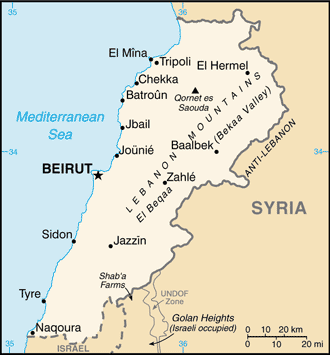 35
36
El Mîna
Tripoli
El Hermel
Chekka
Qornet es
Saouda
Batroûn
Mediterranean
Sea
Jbail
LEBANON MOUNTAINS
(Bekaa Valley)
34
34
Joünié
Baalbek
ANTI-LEBANON
BEIRUT
Zahlé
El Beqaa
SYRIA
Sidon
Jazzîn
Shab'a
Farms
Tyre
UNDOF
Zone
Golan Heights
(Israeli occupied)
Naqoura
ISRAEL
0 10 20 km
0 10 20 mi
35
36